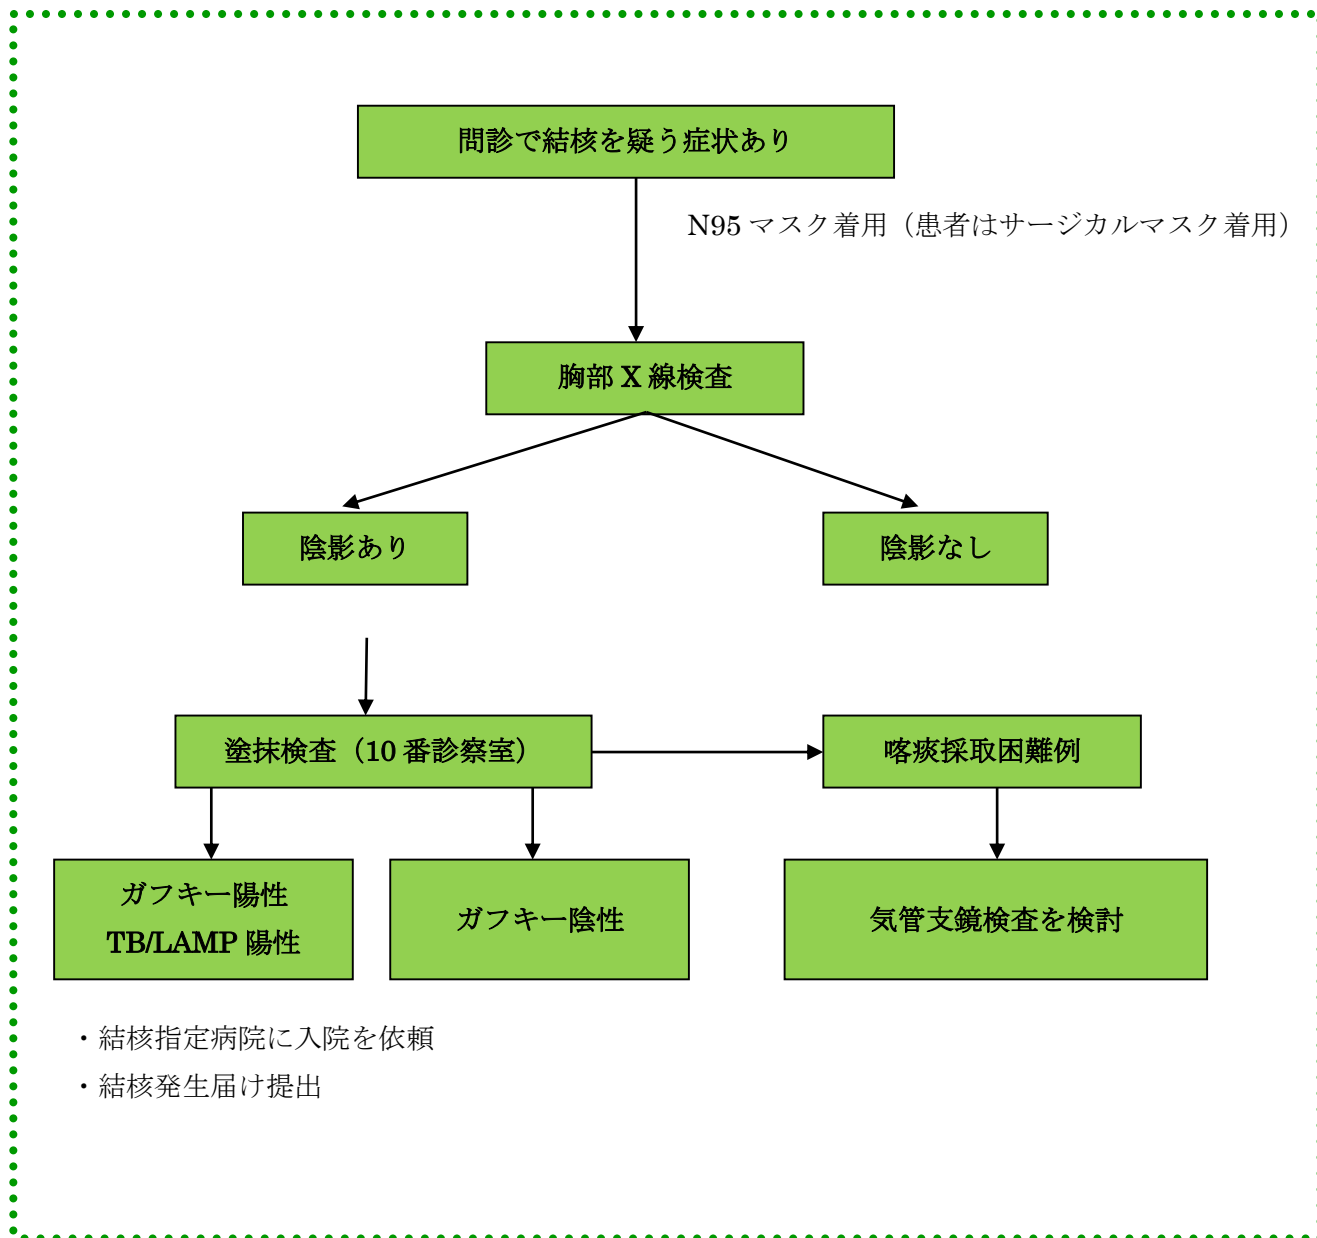 問診で結核を疑う症状あり
N95 マスク着用（患者はサージカルマスク着用）
胸部 X 線検査
陰影あり
陰影なし
塗抹検査（10 番診察室）
喀痰採取困難例
ガフキー陽性
TB/LAMP 陽性
ガフキー陰性
気管支鏡検査を検討
・結核指定病院に入院を依頼
・結核発生届け提出